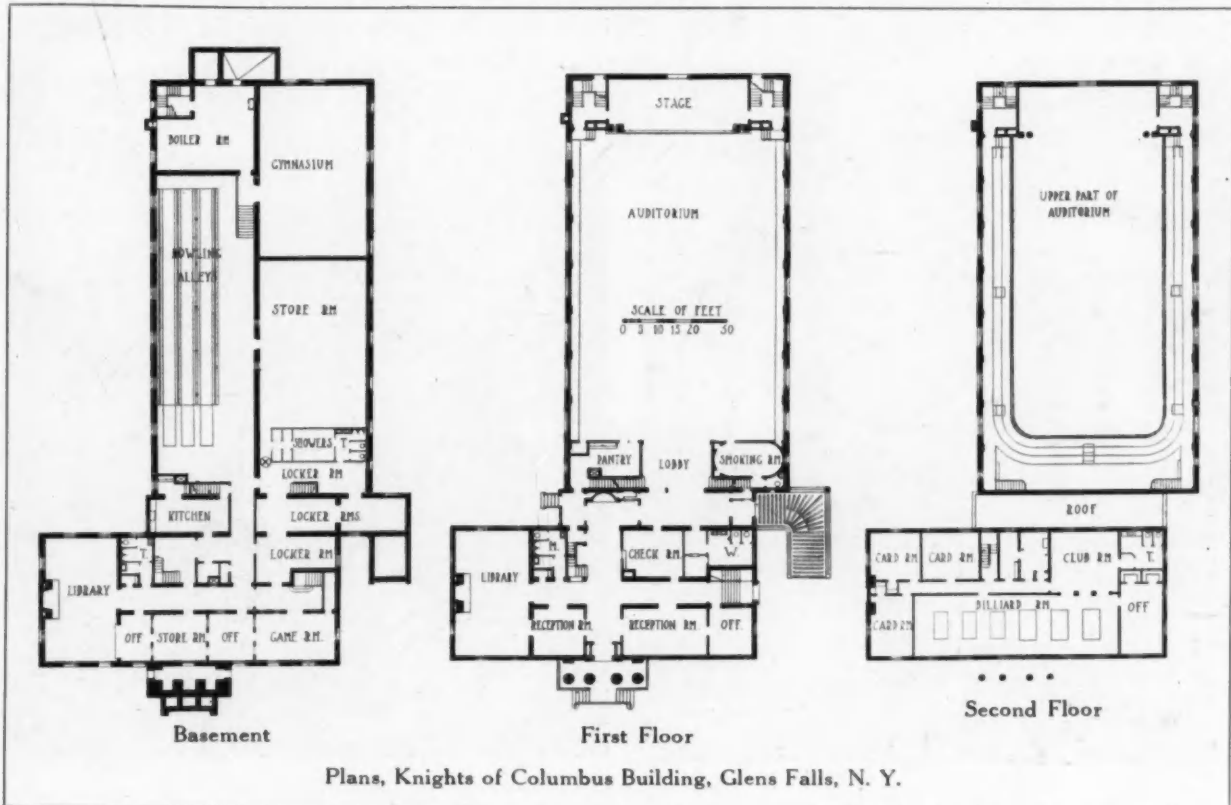 BOILER RM
GYMNASIUM
BOWLING
ALLEYS
STORE RM
SHOWERS T.
LOCKER RM
KITCHEN
LOCKER RMS
T.
LOCKER RM
LIBRARY
OFF
STORE RM
OFF
GAME RM.
Basement
STAGE
AUDITORIUM
SCALE OF FEET
0 5 10 15 20 50
PANTRY
LOBBY
SMOKING RM.
M.
CHECK RM.
W.
LIBRARY
RECEPTION RM.
RECEPTION RM
OFF.
First Floor
UPPER PART OF
AUDITORIUM
ROOF
CARD RM
CARD RM
CLUB RM
T.
BILLIARD RM
OFF
CARD RM
Second Floor
Plans, Knights of Columbus Building, Glens Falls, N. Y.